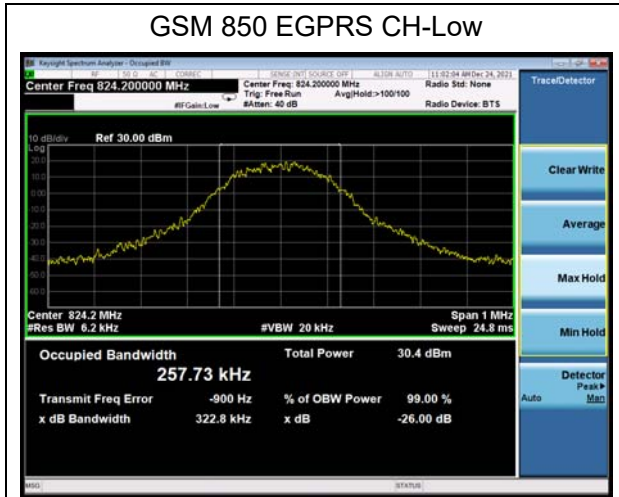 GSM 850 EGPRS CH-Low
Keysight Spectrum Analyzer - Occupied BW
RF 50 Ω AC CORREC SENSE:INT SOURCE OFF ALIGN AUTO 11:02:04 AM Dec 24, 2021
Center Freq 824.200000 MHz
Center Freq: 824.200000 MHz
Radio Std: None
Trig: Free Run Avg|Hold:>100/100
#IFGain:Low #Atten: 40 dB Radio Device: BTS
Trace/Detector
10 dB/div Ref 30.00 dBm
Log
20.0
10.0
0.00
Clear Write
Average
Max Hold
Min Hold
Detector
Peak▶
Auto Man
Center 824.2 MHz Span 1 MHz
#Res BW 6.2 kHz #VBW 20 kHz Sweep 24.8 ms
Occupied Bandwidth Total Power 30.4 dBm
257.73 kHz
Transmit Freq Error -900 Hz % of OBW Power 99.00 %
x dB Bandwidth 322.8 kHz x dB -26.00 dB
MSG STATUS